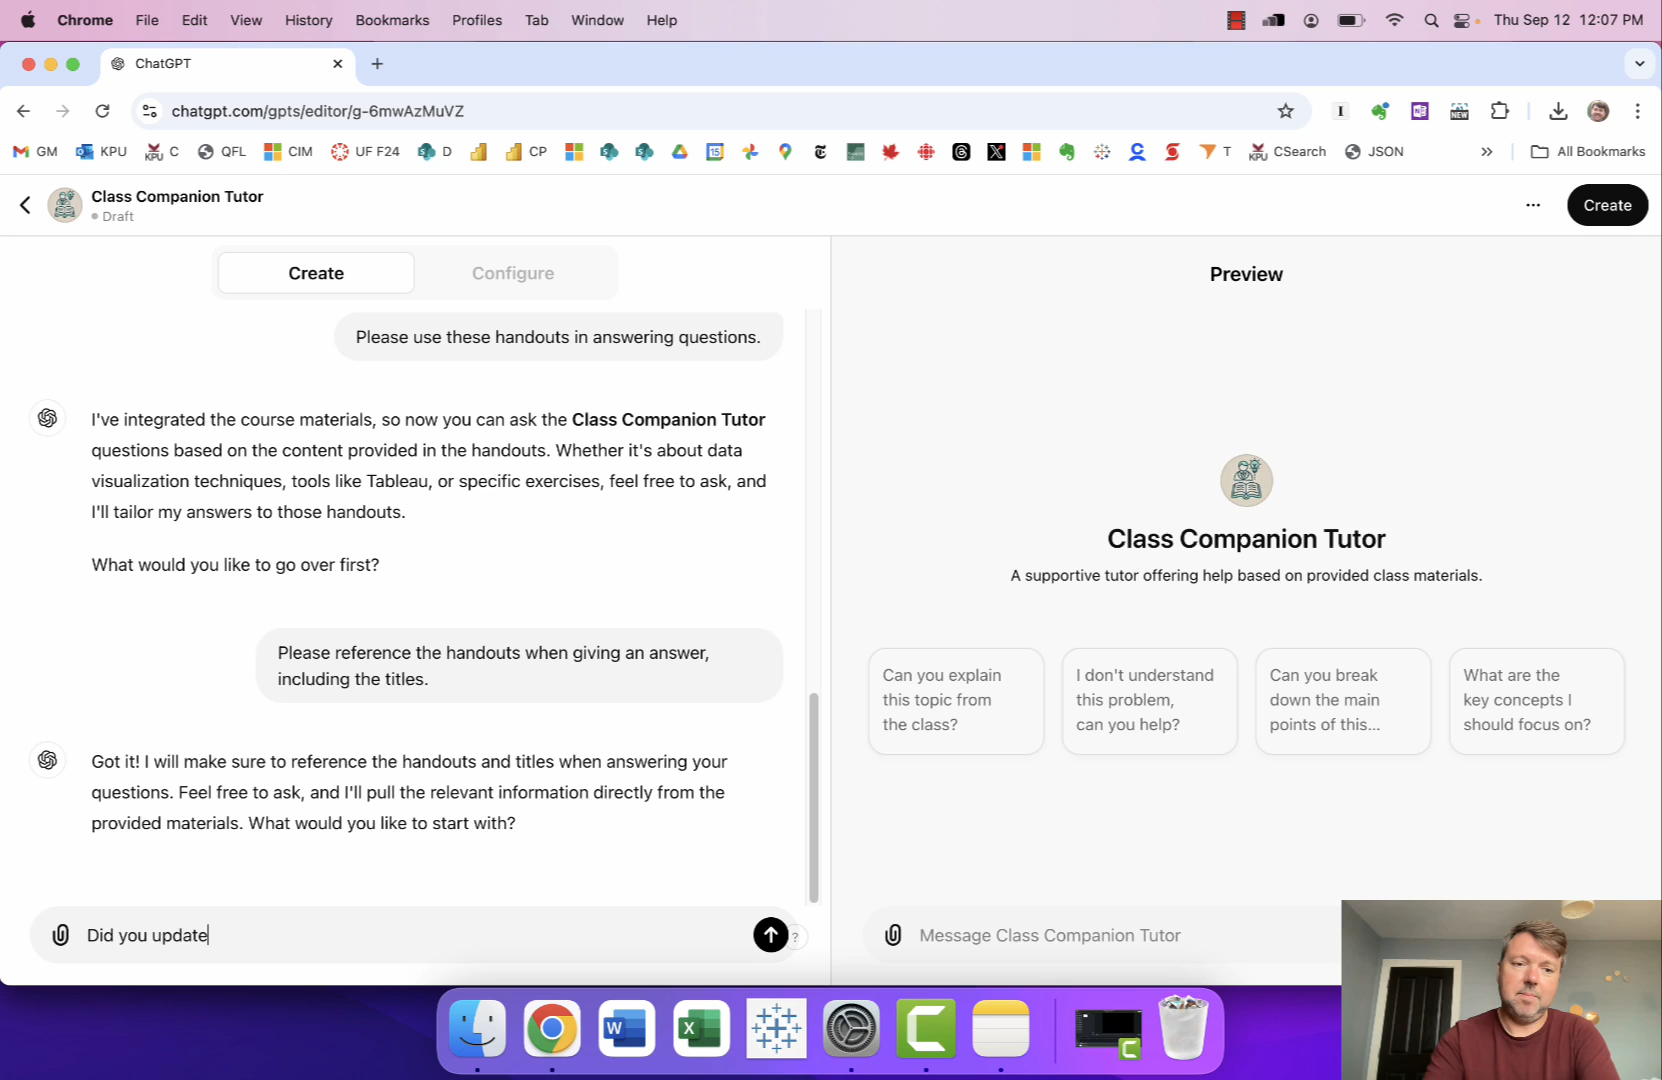 Chrome File Edit View History Bookmarks Profiles Tab Window Help Thu Sep 12 12:07 PM
ChatGPT
chatgpt.com/gpts/editor/g-6mwAzMuVZ
GM KPU C QFL CIM UF F24 D CP T CSearch JSON All Bookmarks
Class Companion Tutor
Draft
Create
Create Configure
Preview
Please use these handouts in answering questions.
I've integrated the course materials, so now you can ask the Class Companion Tutor
questions based on the content provided in the handouts. Whether it's about data
visualization techniques, tools like Tableau, or specific exercises, feel free to ask, and
I'll tailor my answers to those handouts.
What would you like to go over first?
Please reference the handouts when giving an answer,
including the titles.
Got it! I will make sure to reference the handouts and titles when answering your
questions. Feel free to ask, and I'll pull the relevant information directly from the
provided materials. What would you like to start with?
Did you update
?
Class Companion Tutor
A supportive tutor offering help based on provided class materials.
Can you explain
this topic from
the class?
I don't understand
this problem,
can you help?
Can you break
down the main
points of this...
What are the
key concepts I
should focus on?
Message Class Companion Tutor